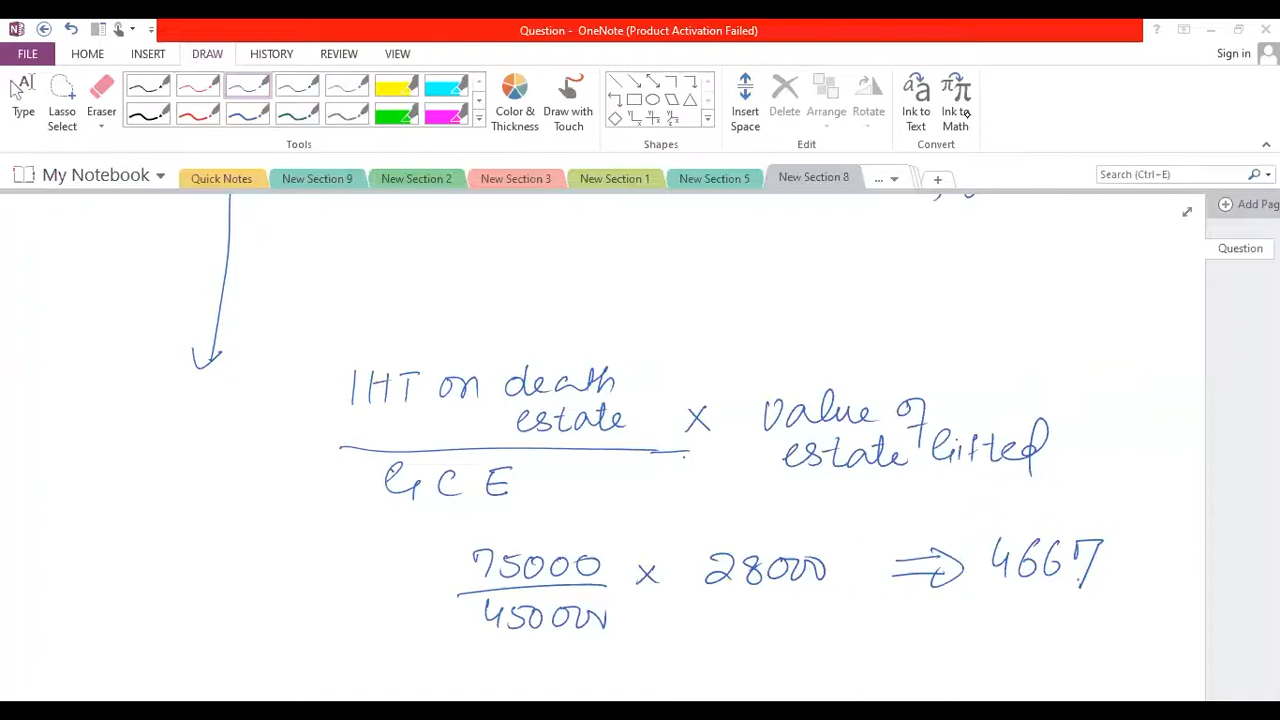 Question - OneNote (Product Activation Failed)
FILE HOME INSERT DRAW HISTORY REVIEW VIEW
Sign in
Type
Lasso Select
Eraser
Color & Thickness
Draw with Touch
Insert Space
Delete
Arrange
Rotate
Ink to Text
Ink to Math
Tools
Shapes
Edit
Convert
My Notebook
Quick Notes
New Section 9
New Section 2
New Section 3
New Section 1
New Section 5
New Section 8
...
Search (Ctrl+E)
Add Pag
Question
IHT on death
estate × value of
estate Gifted
GCE
75000 × 28000 ⇒ 4667
450000